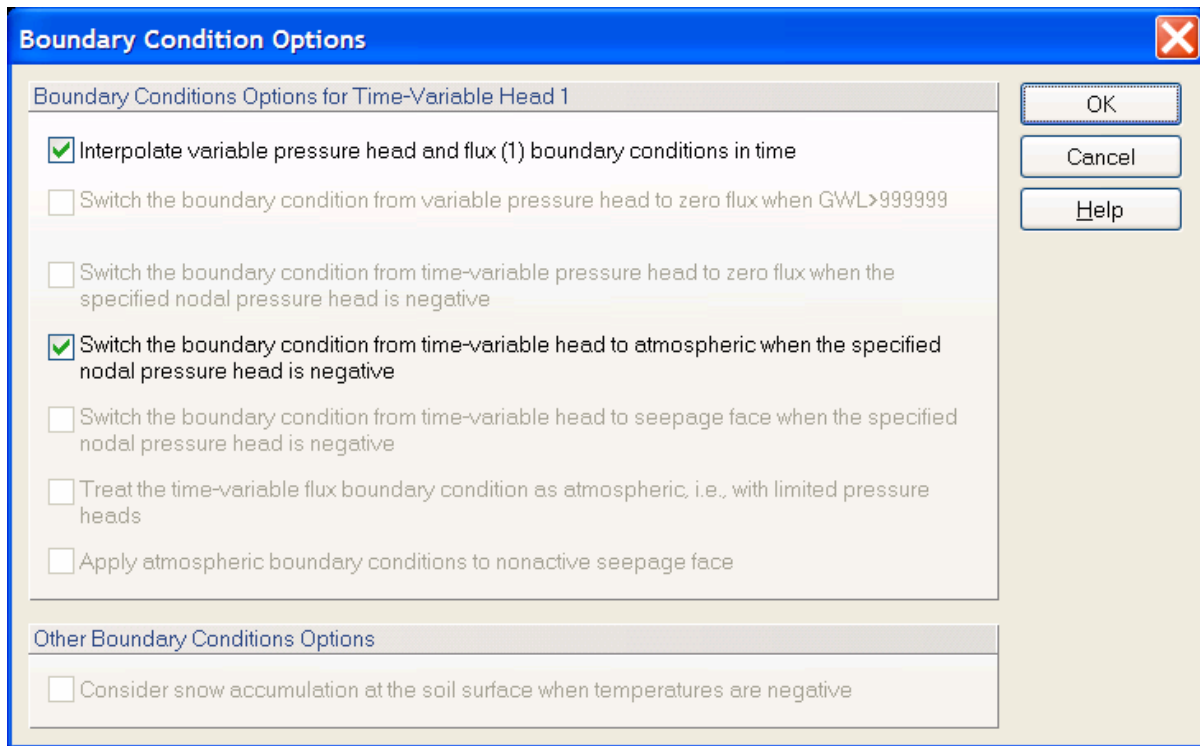 Boundary Condition Options
Boundary Conditions Options for Time-Variable Head 1
Interpolate variable pressure head and flux (1) boundary conditions in time
Switch the boundary condition from variable pressure head to zero flux when GWL>999999
Switch the boundary condition from time-variable pressure head to zero flux when the
specified nodal pressure head is negative
Switch the boundary condition from time-variable head to atmospheric when the specified
nodal pressure head is negative
Switch the boundary condition from time-variable head to seepage face when the specified
nodal pressure head is negative
Treat the time-variable flux boundary condition as atmospheric, i.e., with limited pressure
heads
Apply atmospheric boundary conditions to nonactive seepage face
Other Boundary Conditions Options
Consider snow accumulation at the soil surface when temperatures are negative
OK
Cancel
Help